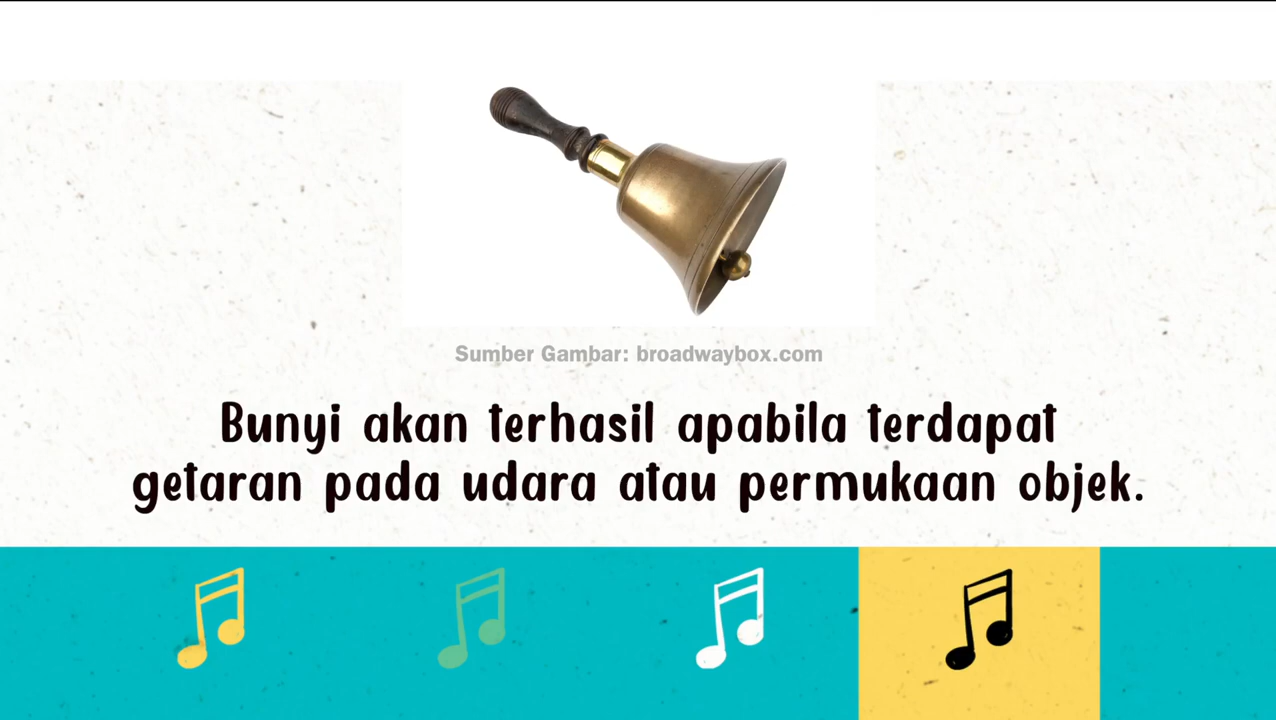 Sumber Gambar: broadwaybox.com
Bunyi akan terhasil apabila terdapat
getaran pada udara atau permukaan objek.